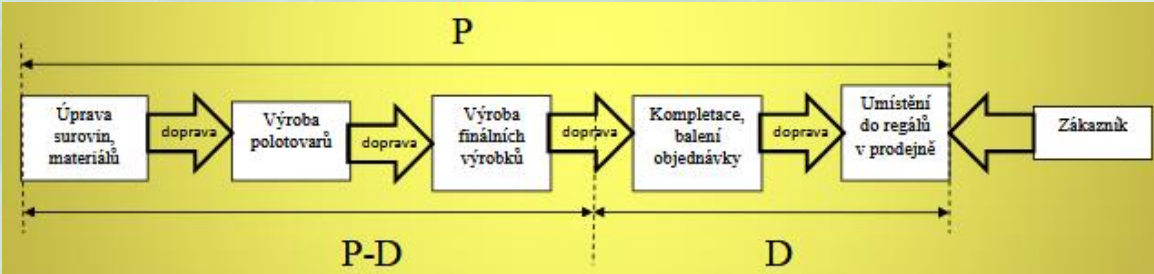 P
Úprava
surovin,
materiálů
doprava
Výroba
polotovarů
doprava
Výroba
finálních
výrobků
doprava
Kompletace,
balení
objednávky
doprava
Umístění
do regálů
v prodejně
Zákazník
P-D
D